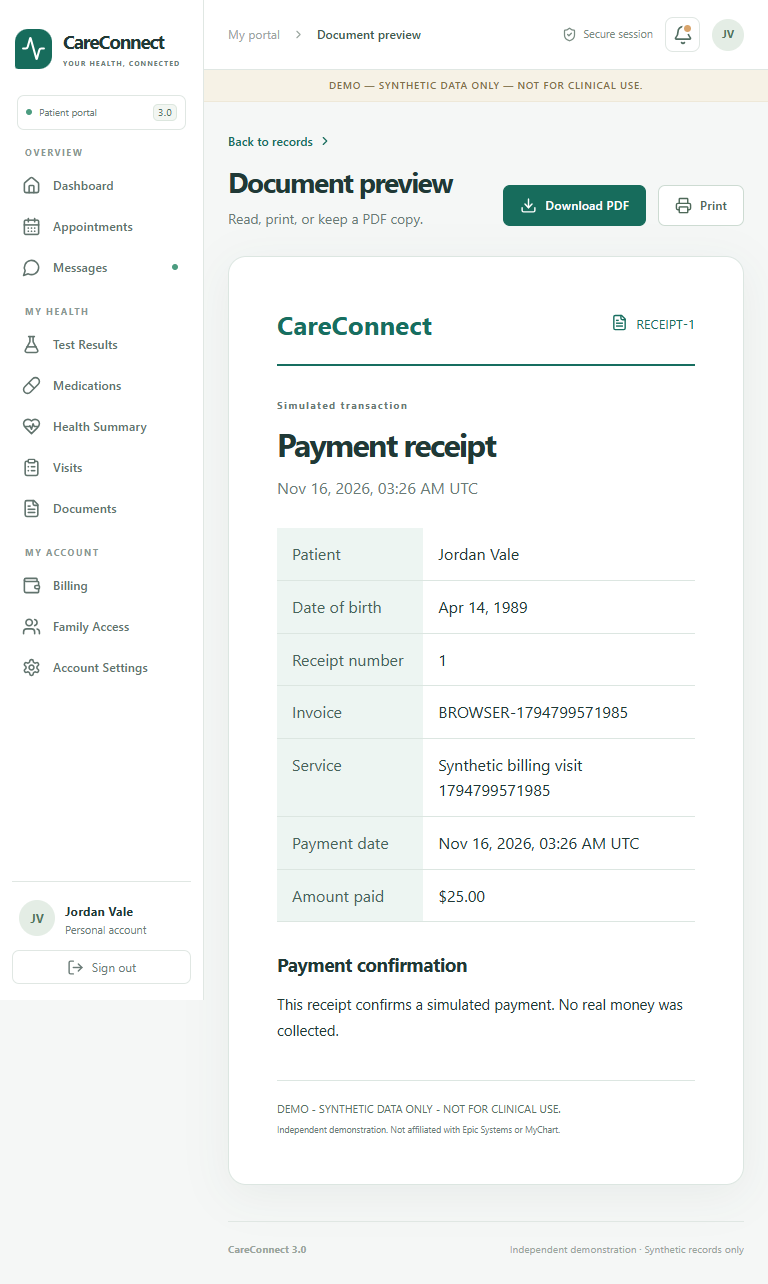 CareConnect
YOUR HEALTH, CONNECTED
Patient portal 3.0
OVERVIEW
Dashboard
Appointments
Messages
MY HEALTH
Test Results
Medications
Health Summary
Visits
Documents
MY ACCOUNT
Billing
Family Access
Account Settings
JV
Jordan Vale
Personal account
Sign out
My portal > Document preview
Secure session
JV
DEMO — SYNTHETIC DATA ONLY — NOT FOR CLINICAL USE.
Back to records >
Document preview
Read, print, or keep a PDF copy.
Download PDF
Print
CareConnect
RECEIPT-1
Simulated transaction
Payment receipt
Nov 16, 2026, 03:26 AM UTC
Patient Jordan Vale
Date of birth Apr 14, 1989
Receipt number 1
Invoice BROWSER-1794799571985
Service Synthetic billing visit
1794799571985
Payment date Nov 16, 2026, 03:26 AM UTC
Amount paid $25.00
Payment confirmation
This receipt confirms a simulated payment. No real money was
collected.
DEMO - SYNTHETIC DATA ONLY - NOT FOR CLINICAL USE.
Independent demonstration. Not affiliated with Epic Systems or MyChart.
CareConnect 3.0
Independent demonstration · Synthetic records only